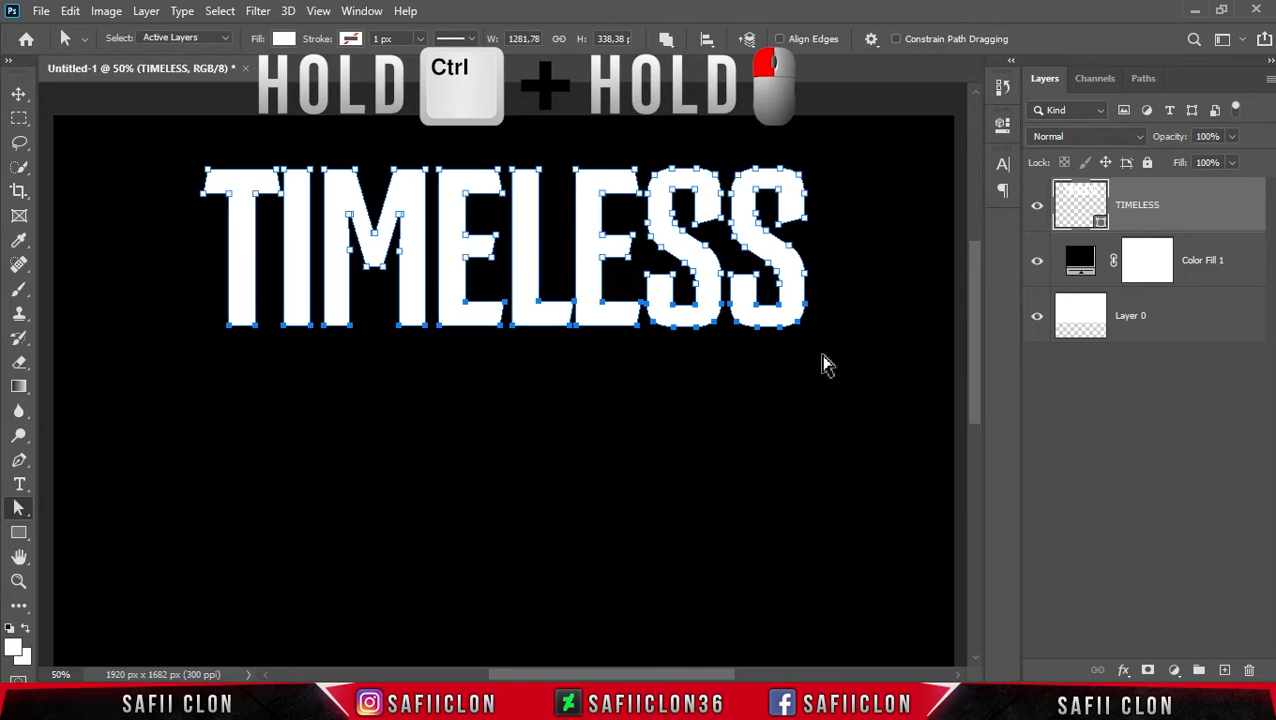 Ps File Edit Image Layer Type Select Filter 3D View Window Help
Select: Active Layers Fill: Stroke: 1 px W: 1281,78 H: 338,38 p Align Edges Constrain Path Dragging
Untitled-1 @ 50% (TIMELESS, RGB/8) *
HOLD Ctrl + HOLD
Layers Channels Paths
Kind
Normal Opacity: 100%
Lock: Fill: 100%
TIMELESS
TIMELESS
Color Fill 1
Layer 0
50% 1920 px x 1682 px (300 ppi)
SAFII CLON SAFIICLON SAFIICLON36 SAFIICLON SAFII CLON